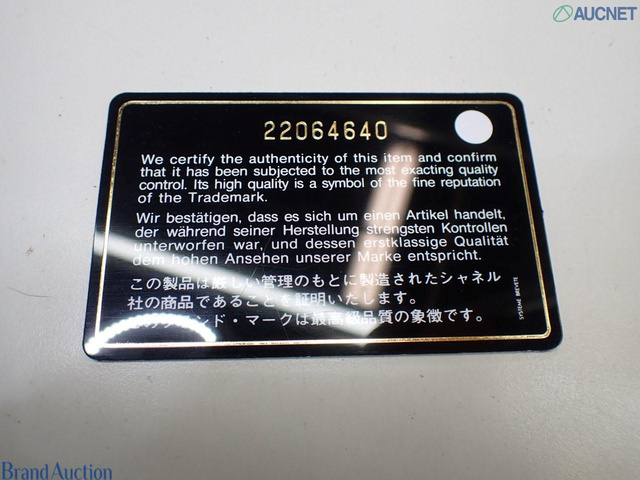 AUCNET
22064640
We certify the authenticity of this item and confirm
that it has been subjected to the most exacting quality
control. Its high quality is a symbol of the fine reputation
of the Trademark.
Wir bestätigen, dass es sich um einen Artikel handelt,
der während seiner Herstellung strengsten Kontrollen
unterworfen war, und dessen erstklassige Qualität
dem hohen Ansehen unserer Marke entspricht.
この製品は厳しい管理のもとに製造されたシャネル
社の商品であることを証明いたします。
このブランド・マークは最高級品質の象徴です。
SYSTEME BREVETE
Brand Auction